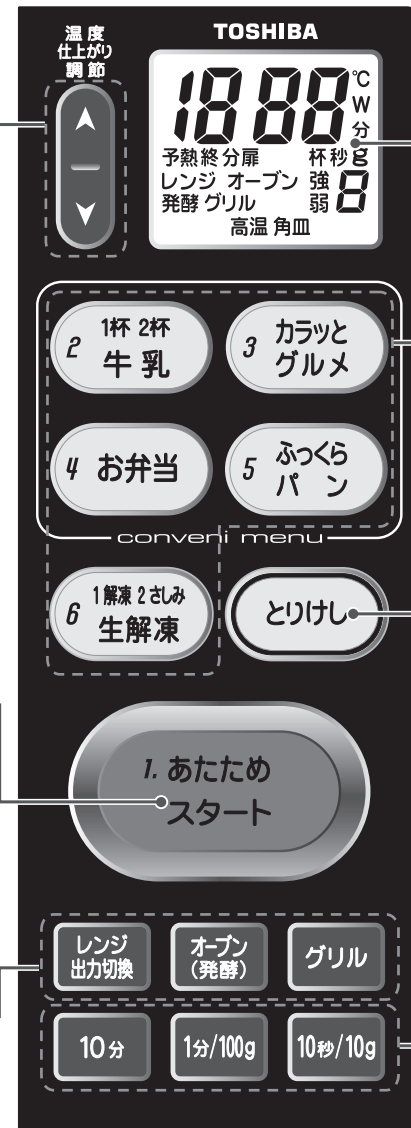 温度
仕上がり
調節
TOSHIBA
1888 ℃
W
分
予熱終分扉 杯秒g
レンジ オーブン 強 8
発酵 グリル 弱
高温 角皿
2 1杯 2杯
牛乳
3 カラッと
グルメ
4 お弁当
5 ふっくら
パン
conveni menu
6 1解凍 2さしみ
生解凍
とりけし
1. あたため
スタート
レンジ
出力切換
オーブン
(発酵)
グリル
10分
1分/100g
10秒/10g